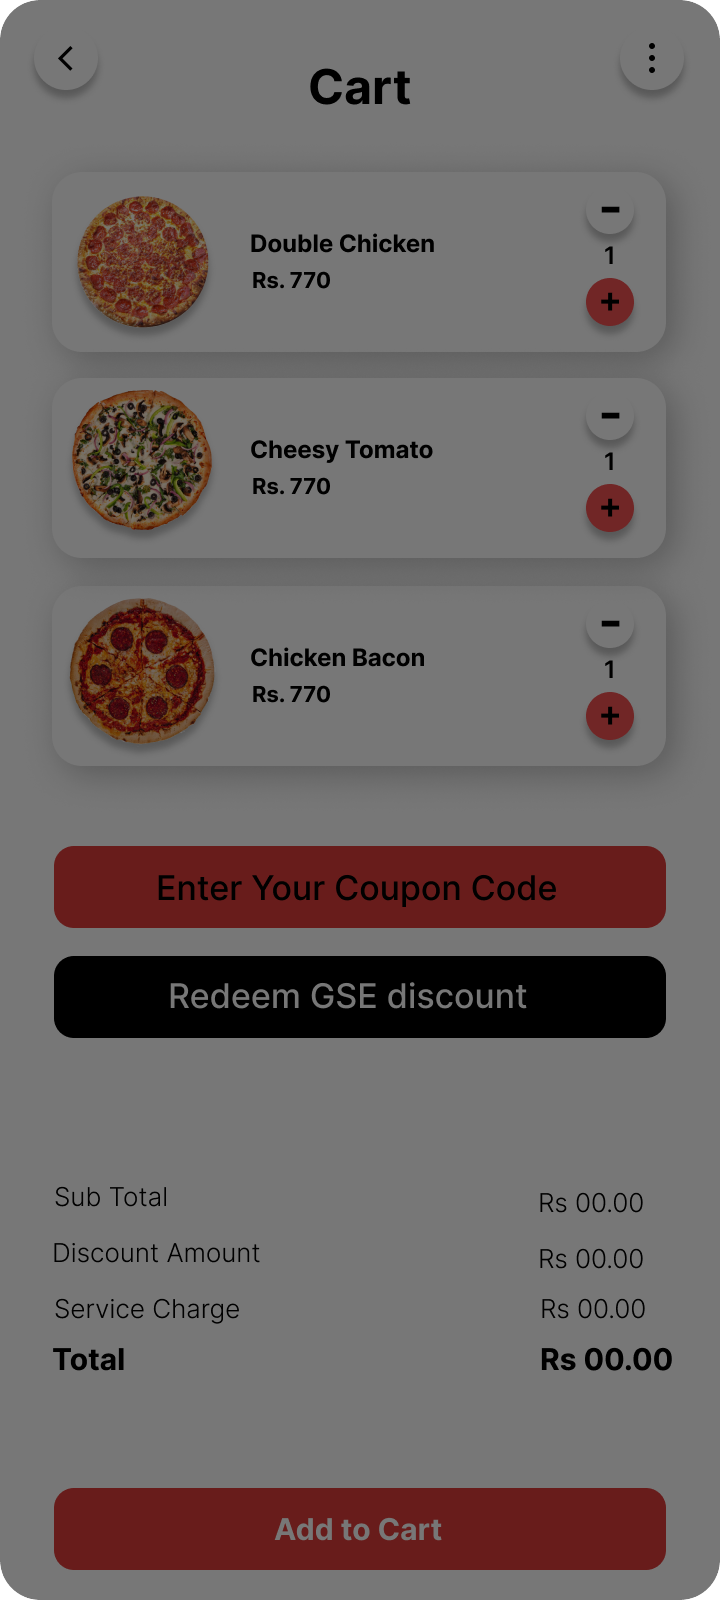 Cart
Double Chicken
Rs. 770
1
Cheesy Tomato
Rs. 770
1
Chicken Bacon
Rs. 770
1
Enter Your Coupon Code
Redeem GSE discount
Sub Total Rs 00.00
Discount Amount Rs 00.00
Service Charge Rs 00.00
Total Rs 00.00
Add to Cart